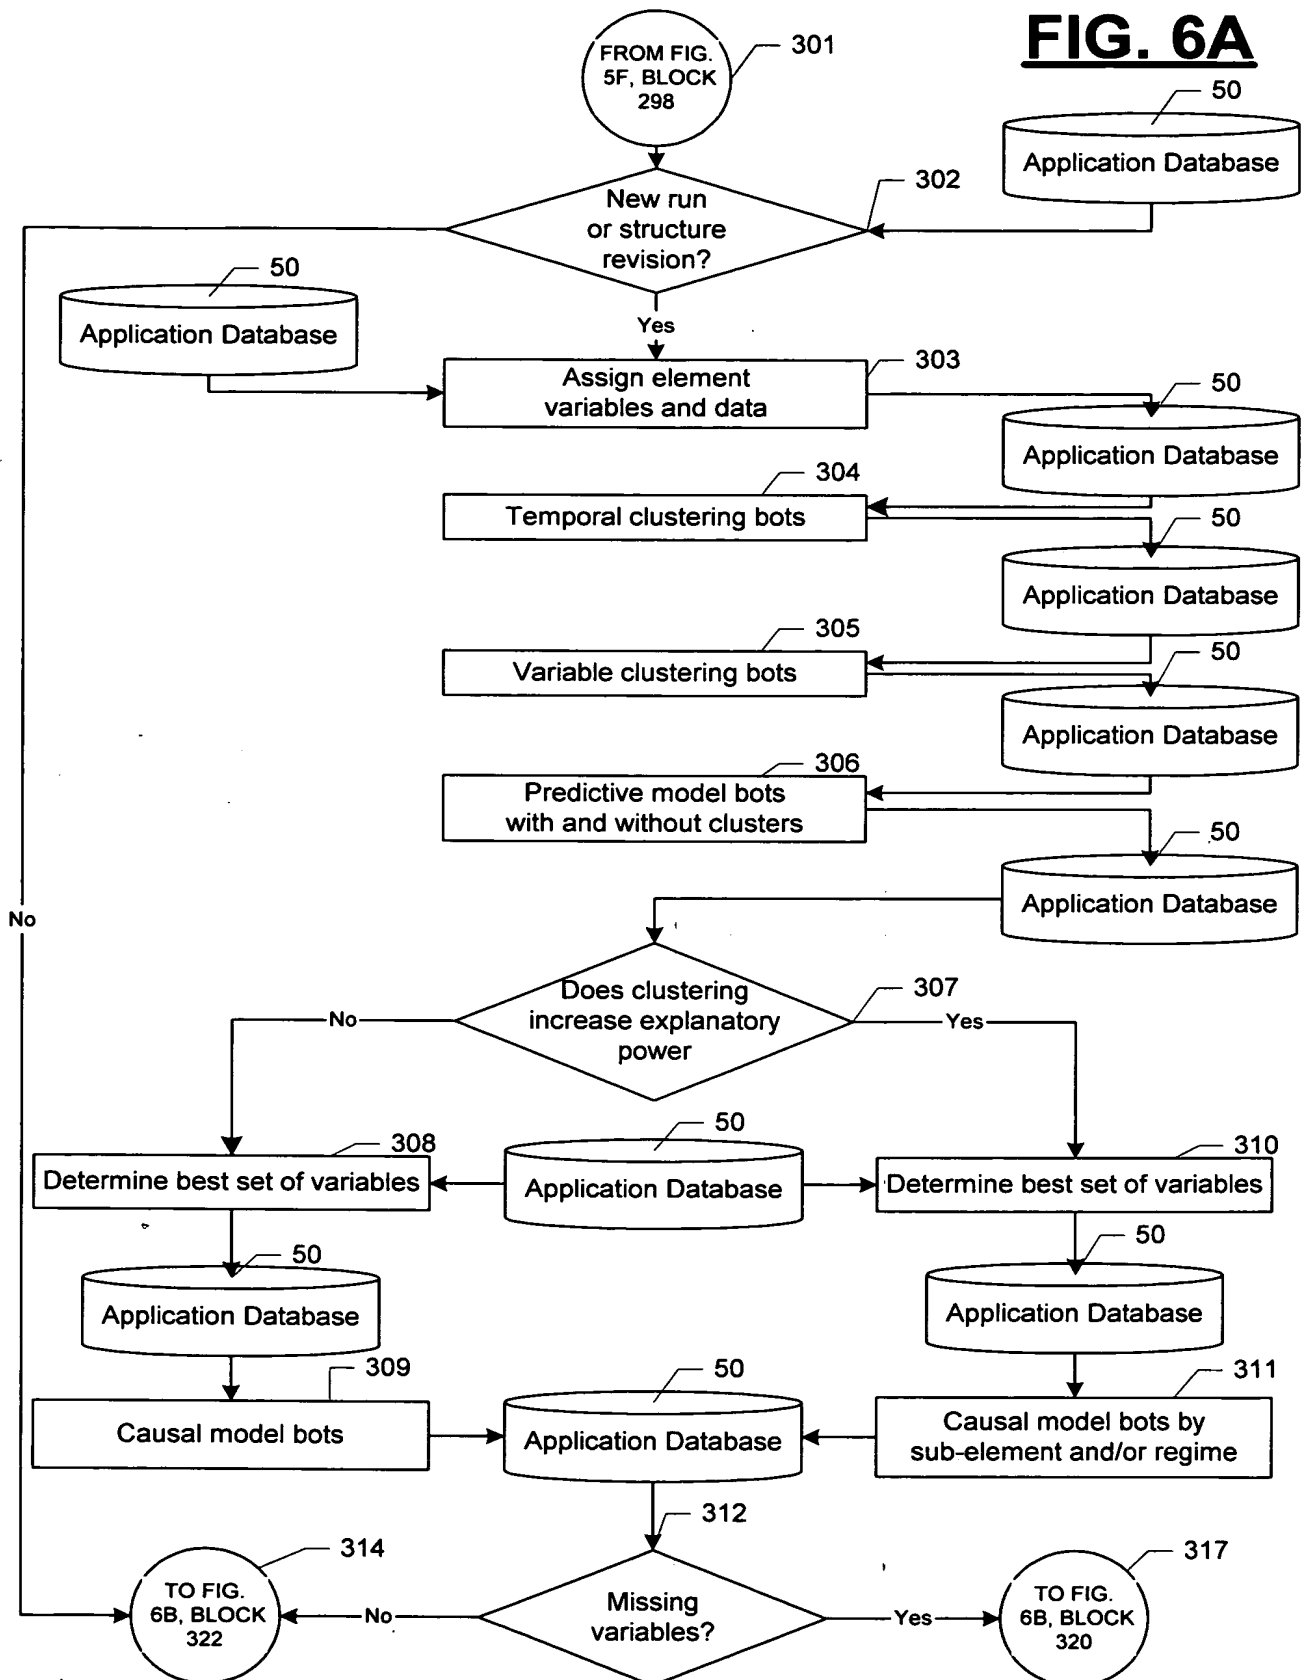 FIG. 6A
FROM FIG.
5F, BLOCK
298
301
50
Application Database
302
New run
or structure
revision?
50
Application Database
Yes
303
Assign element
variables and data
50
Application Database
304
Temporal clustering bots
50
Application Database
305
Variable clustering bots
50
Application Database
306
Predictive model bots
with and without clusters
50
Application Database
No
307
Does clustering
increase explanatory
power
No
Yes
308
Determine best set of variables
50
Application Database
310
Determine best set of variables
50
Application Database
50
Application Database
309
Causal model bots
50
Application Database
311
Causal model bots by
sub-element and/or regime
312
Missing
variables?
314
TO FIG.
6B, BLOCK
322
No
Yes
317
TO FIG.
6B, BLOCK
320